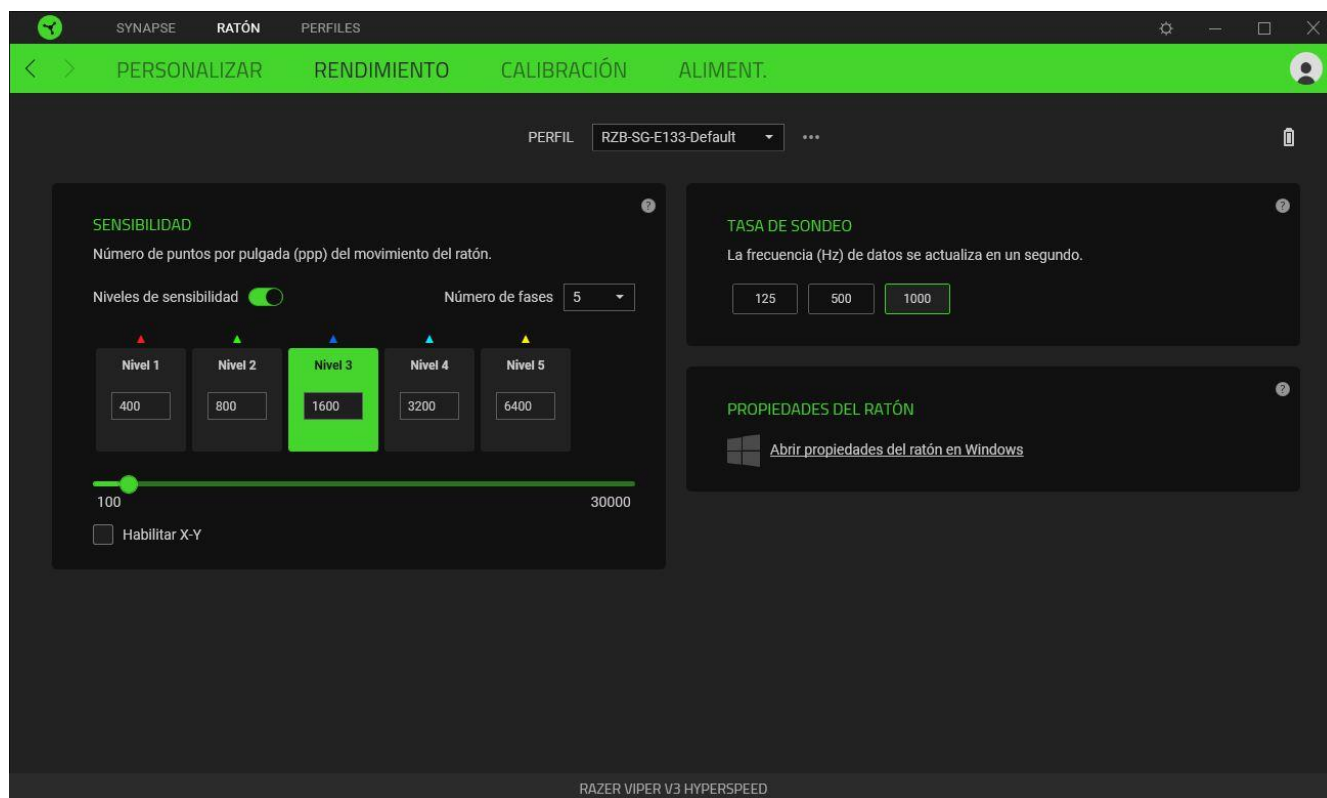 SYNAPSE RATÓN PERFILES
PERSONALIZAR RENDIMIENTO CALIBRACIÓN ALIMENT.
PERFIL RZB-SG-E133-Default
SENSIBILIDAD
Número de puntos por pulgada (ppp) del movimiento del ratón.
Niveles de sensibilidad Número de fases 5
Nivel 1 Nivel 2 Nivel 3 Nivel 4 Nivel 5
400 800 1600 3200 6400
100 30000
Habilitar X-Y
TASA DE SONDEO
La frecuencia (Hz) de datos se actualiza en un segundo.
125 500 1000
PROPIEDADES DEL RATÓN
Abrir propiedades del ratón en Windows
RAZER VIPER V3 HYPERSPEED